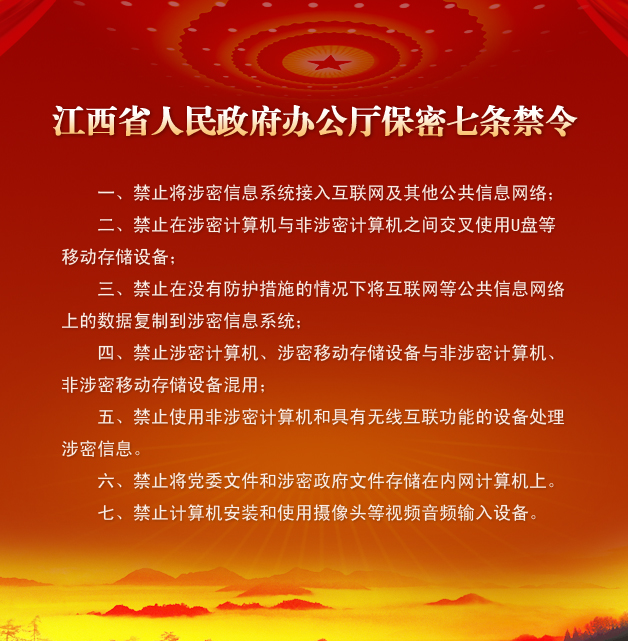 江西省人民政府办公厅保密七条禁令
一、禁止将涉密信息系统接入互联网及其他公共信息网络；
二、禁止在涉密计算机与非涉密计算机之间交叉使用U盘等
移动存储设备；
三、禁止在没有防护措施的情况下将互联网等公共信息网络
上的数据复制到涉密信息系统；
四、禁止涉密计算机、涉密移动存储设备与非涉密计算机、
非涉密移动存储设备混用；
五、禁止使用非涉密计算机和具有无线互联功能的设备处理
涉密信息。
六、禁止将党委文件和涉密政府文件存储在内网计算机上。
七、禁止计算机安装和使用摄像头等视频音频输入设备。